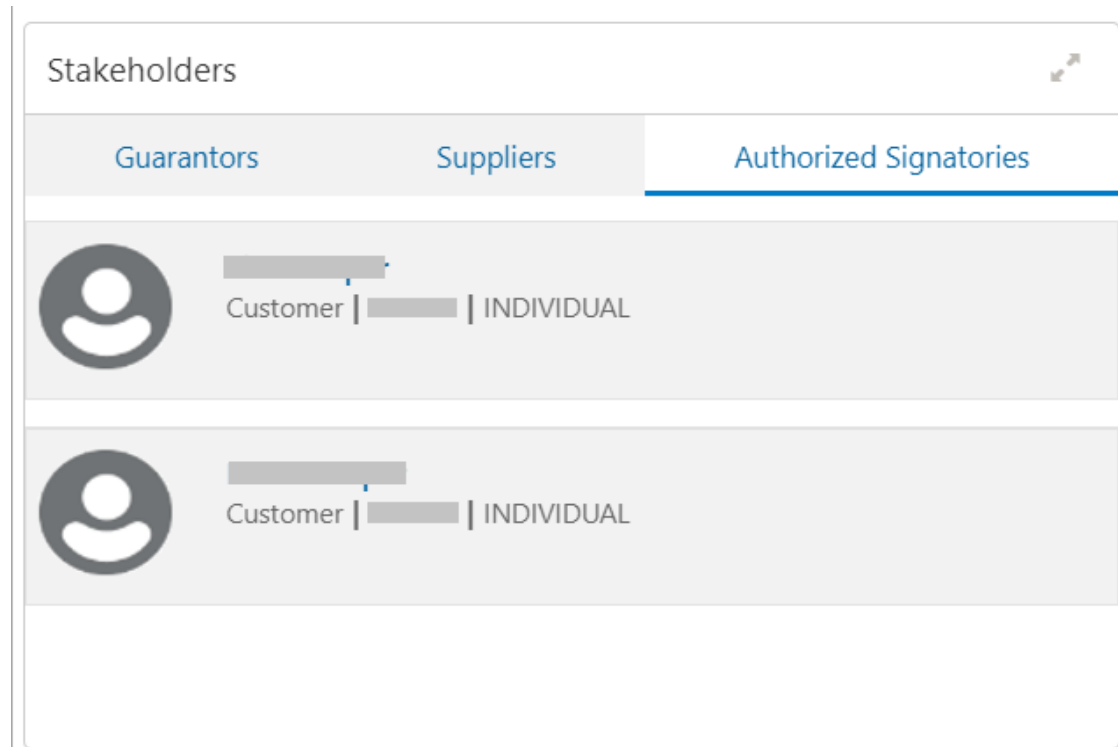 Stakeholders
Guarantors Suppliers Authorized Signatories
Customer | | INDIVIDUAL
Customer | | INDIVIDUAL